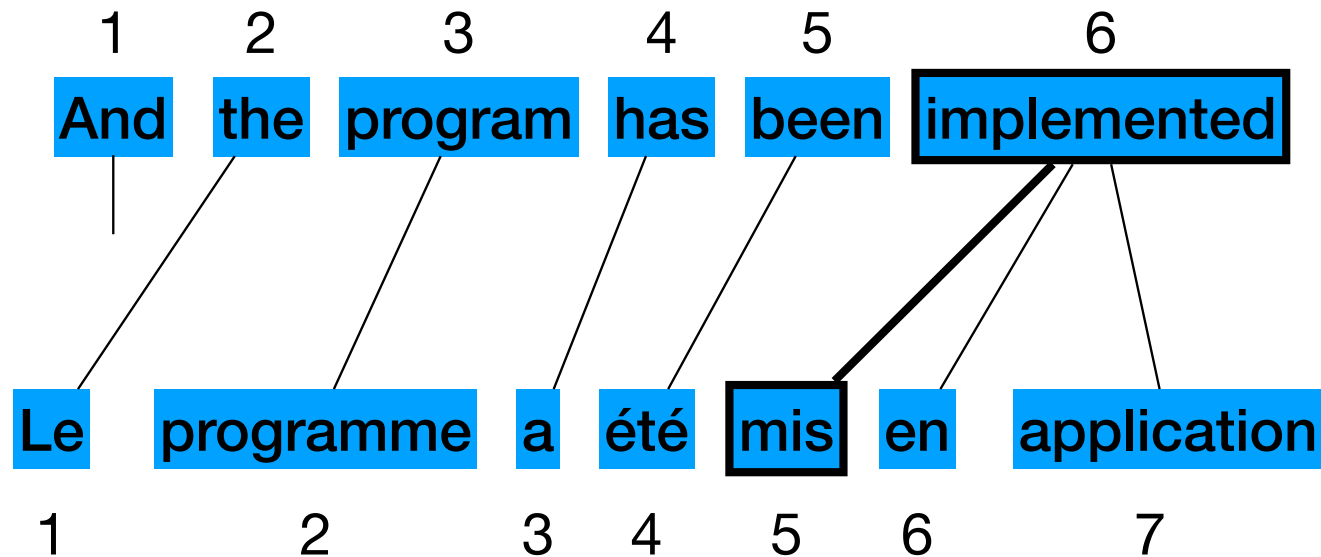 1 2 3 4 5 6
And the program has been implemented
Le programme a été mis en application
1 2 3 4 5 6 7